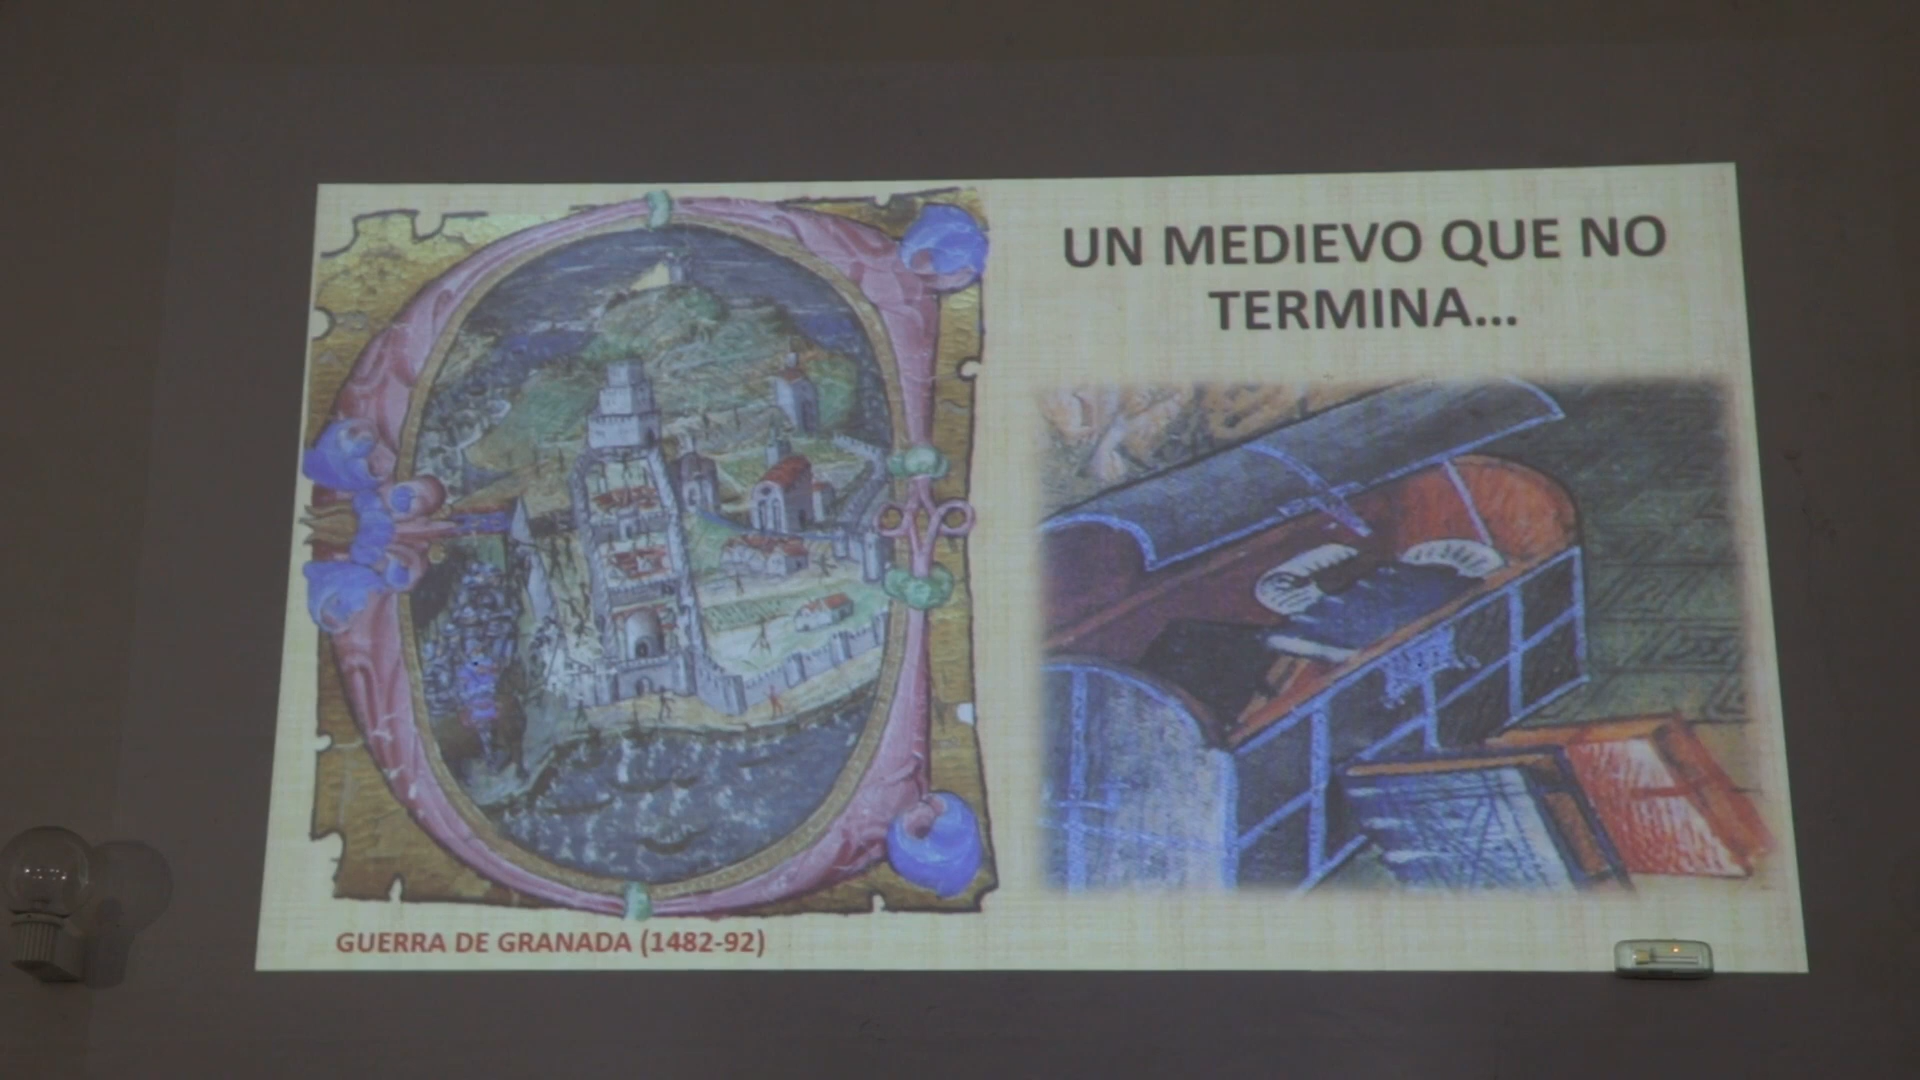 UN MEDIEVO QUE NO
TERMINA...
GUERRA DE GRANADA (1482-92)